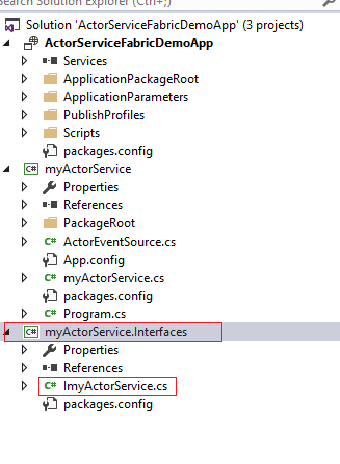 Search Solution Explorer (Ctrl+;)
Solution 'ActorServiceFabricDemoApp' (3 projects)
ActorServiceFabricDemoApp
Services
ApplicationPackageRoot
ApplicationParameters
PublishProfiles
Scripts
packages.config
C# myActorService
Properties
References
PackageRoot
C# ActorEventSource.cs
App.config
C# myActorService.cs
packages.config
C# Program.cs
C# myActorService.Interfaces
Properties
References
C# ImyActorService.cs
packages.config